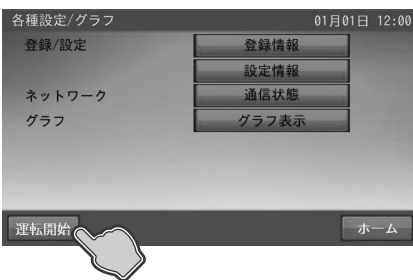 各種設定/グラフ 01月01日 12:00
登録/設定 登録情報
設定情報
ネットワーク 通信状態
グラフ グラフ表示
運転開始 ホーム